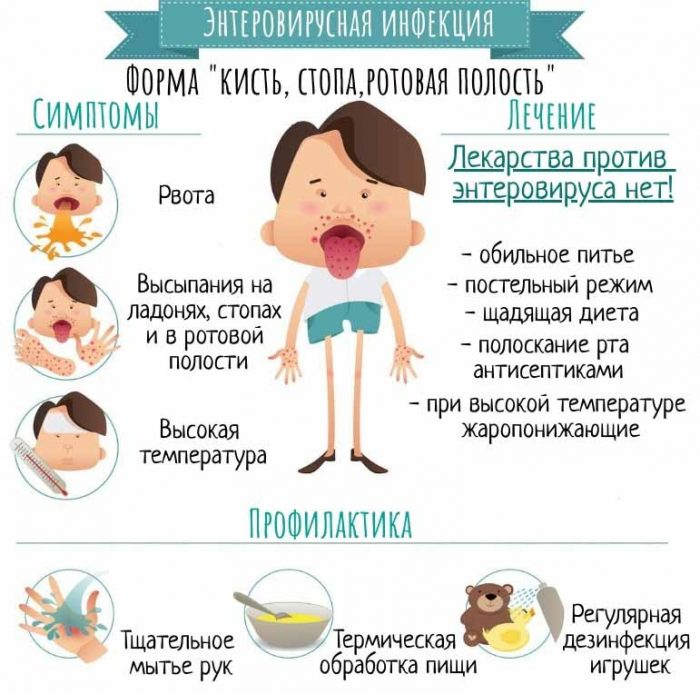 Энтеровирусная инфекция
Форма "кисть, стопа,ротовая полость"
Симптомы
Рвота
Высыпания на
ладонях, стопах
и в ротовой
полости
Высокая
температура
Лечение
Лекарства против
энтеровируса нет!
- обильное питье
- постельный режим
- щадящая диета
- полоскание рта
антисептиками
- при высокой температуре
жаропонижающие
Профилактика
Тщательное
мытье рук
Термическая
обработка пищи
Регулярная
дезинфекция
игрушек